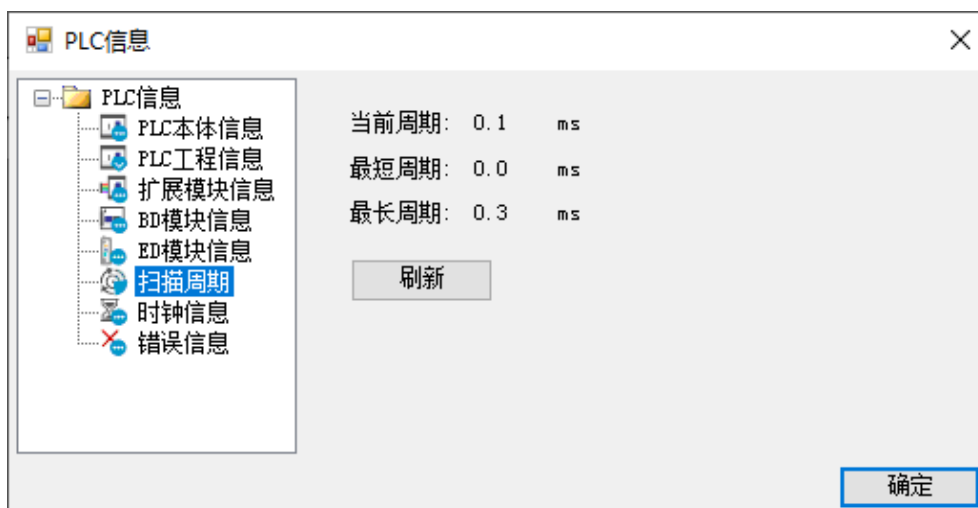 PLC信息
PLC信息
PLC本体信息
PLC工程信息
扩展模块信息
BD模块信息
ED模块信息
扫描周期
时钟信息
错误信息
当前周期: 0.1 ms
最短周期: 0.0 ms
最长周期: 0.3 ms
刷新
确定